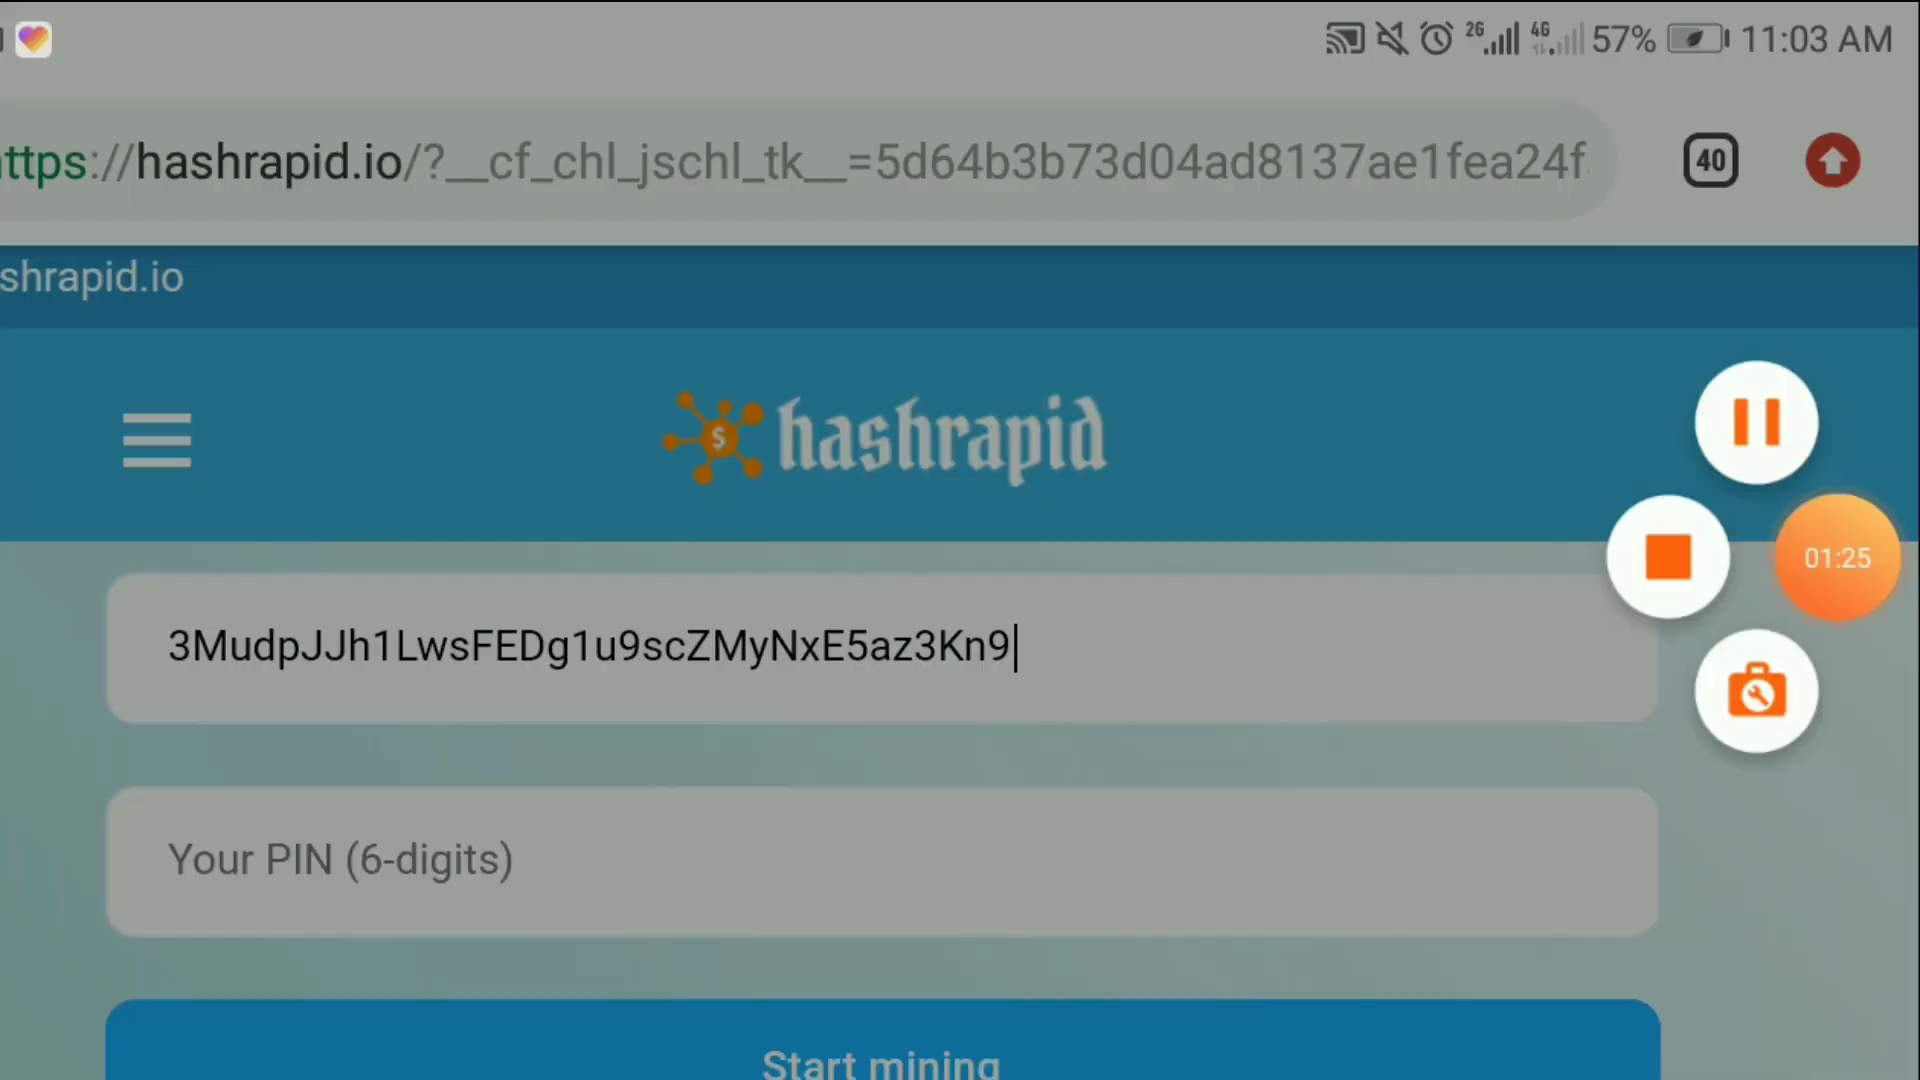 2G 4G 57% 11:03 AM
ttps://hashrapid.io/?__cf_chl_jschl_tk__=5d64b3b73d04ad8137ae1fea24f
40
shrapid.io
$ hashrapid
01:25
3MudpJJh1LwsFEDg1u9scZMyNxE5az3Kn9
Your PIN (6-digits)
Start mining